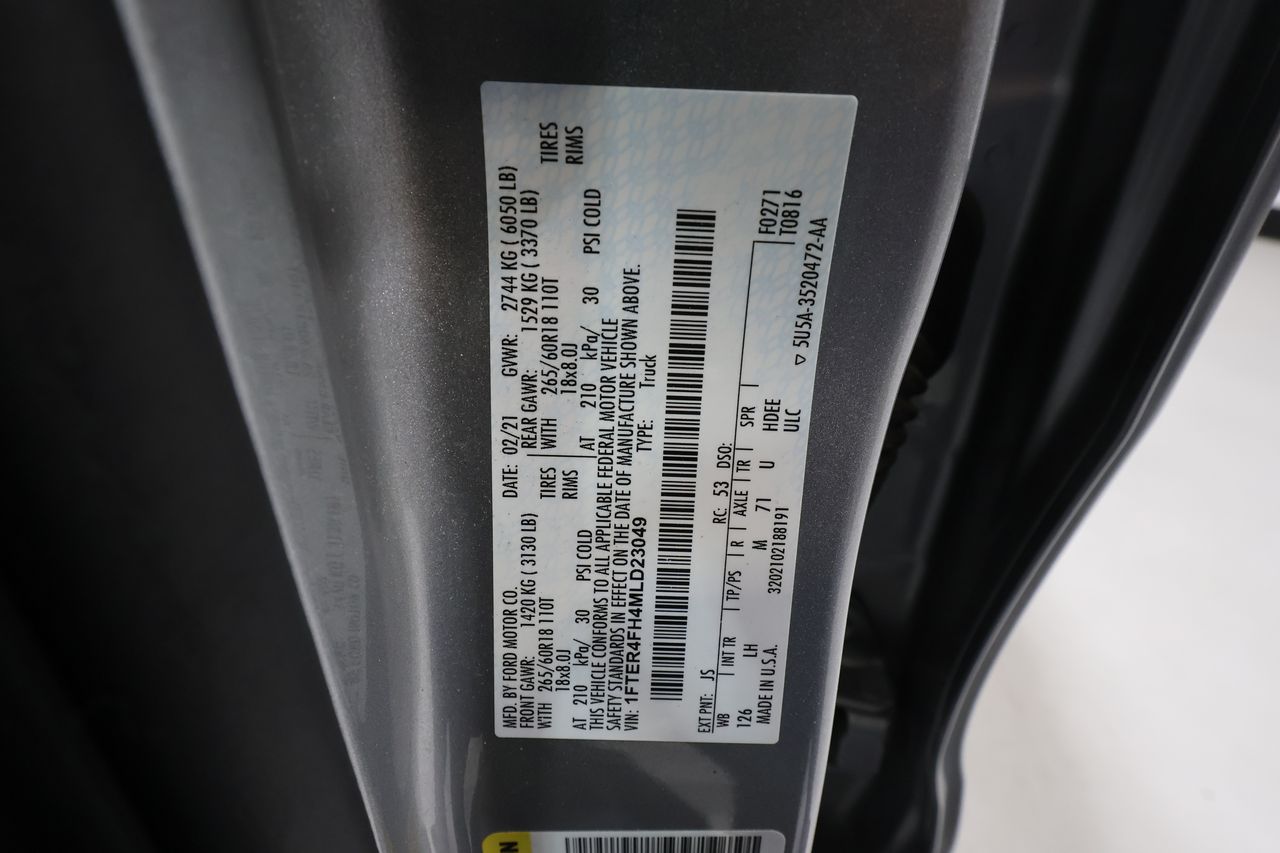 MFD. BY FORD MOTOR CO. DATE: 02/21 GVWR: 2744 KG ( 6050 LB)
FRONT GAWR: 1420 KG ( 3130 LB) REAR GAWR: 1529 KG ( 3370 LB)
WITH 265/60R18 110T TIRES WITH 265/60R18 110T TIRES
18x8.0J RIMS 18x8.0J RIMS
AT 210 kPa/ 30 PSI COLD AT 210 kPa/ 30 PSI COLD
THIS VEHICLE CONFORMS TO ALL APPLICABLE FEDERAL MOTOR VEHICLE
SAFETY STANDARDS IN EFFECT ON THE DATE OF MANUFACTURE SHOWN ABOVE.
VIN: 1FTER4FH4MLD23049 TYPE: Truck
EXT PNT: JS RC: 53 DSO: F0271
WB INT TR TP/PS R AXLE TR SPR T0816
126 LH M 71 U HDEE
ULC
MADE IN U.S.A. 3202102188191 ▽ 5U5A-3520472-AA